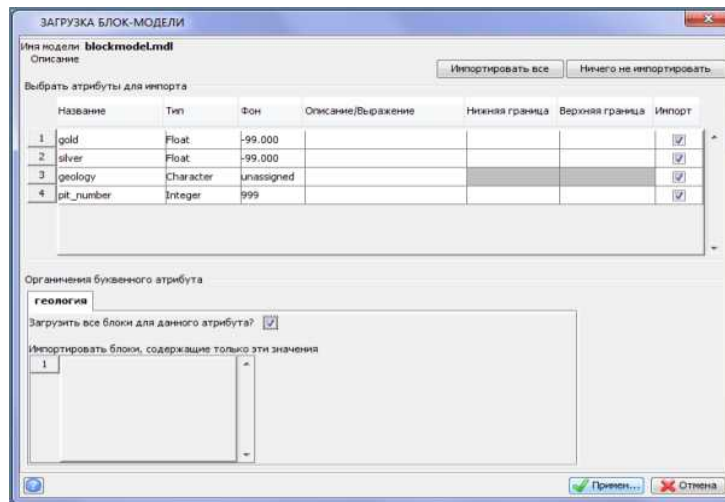 ЗАГРУЗКА БЛОК-МОДЕЛИ
Имя модели blockmodel.mdl
Описание
Импортировать все Ничего не импортировать
Выбрать атрибуты для импорта
Название Тип Фон Описание/Выражение Нижняя граница Верхняя граница Импорт
1 gold Float -99.000
2 silver Float -99.000
3 geology Character unassigned
4 pit_number Integer 999
Органичения буквенного атрибута
геология
Загрузить все блоки для данного атрибута?
Импортировать блоки, содержащие только эти значения
1
Примен... Отмена